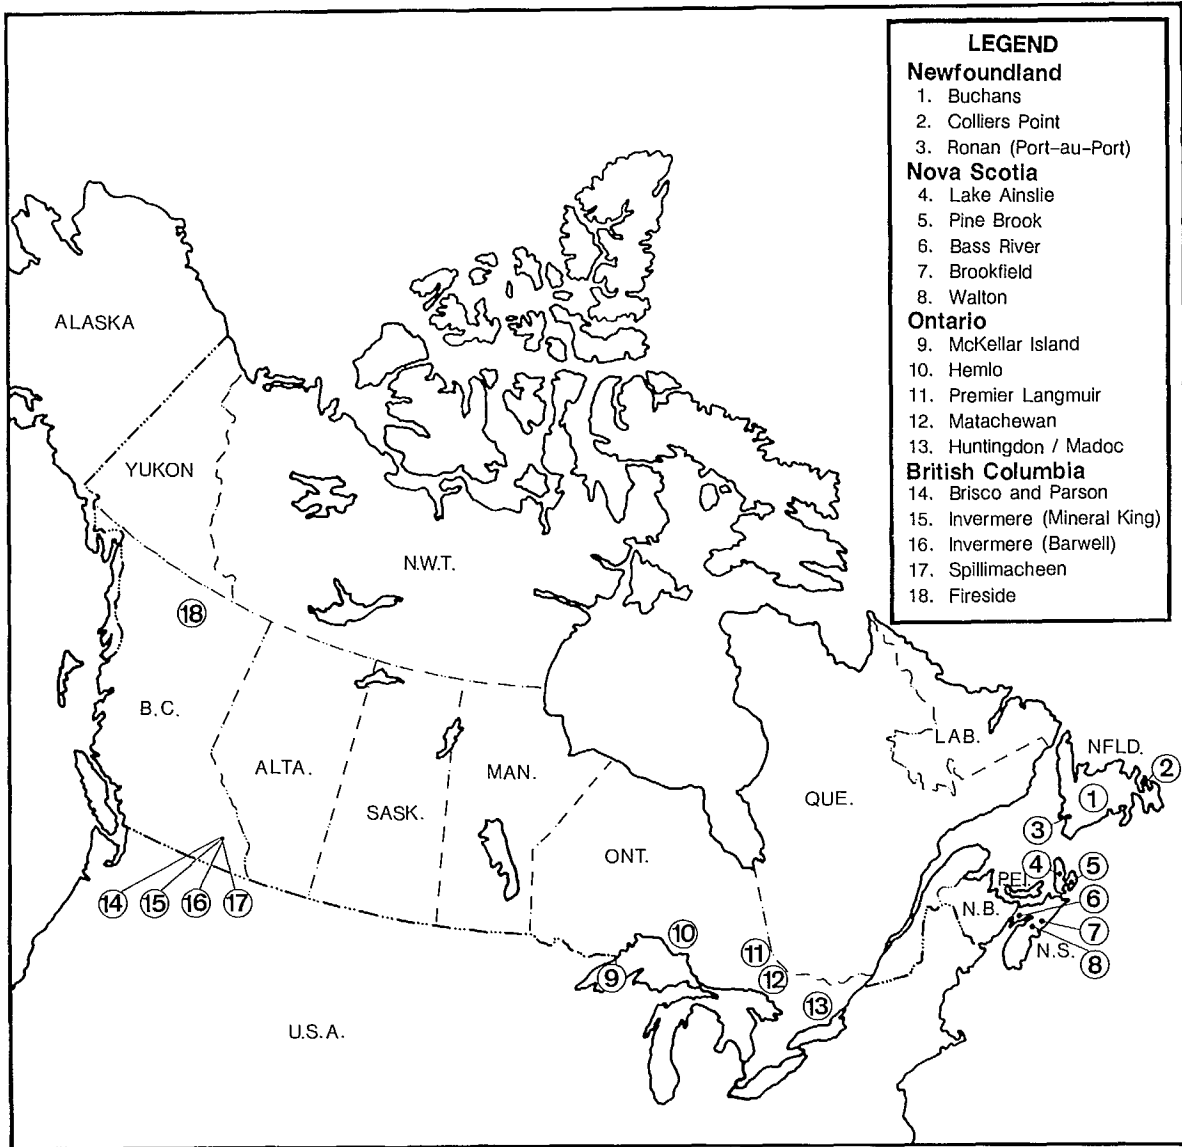 LEGEND
Newfoundland
1. Buchans
2. Colliers Point
3. Ronan (Port-au-Port)
Nova Scotia
4. Lake Ainslie
5. Pine Brook
6. Bass River
7. Brookfield
8. Walton
Ontario
9. McKellar Island
10. Hemlo
11. Premier Langmuir
12. Matachewan
13. Huntingdon / Madoc
British Columbia
14. Brisco and Parson
15. Invermere (Mineral King)
16. Invermere (Barwell)
17. Spillimacheen
18. Fireside
ALASKA
YUKON
N.W.T.
18
B.C.
LAB.
NFLD.
2
ALTA.
MAN.
QUE.
1
SASK.
3
ONT.
4
5
P.E.I.
14
15
16
17
6
N.B.
10
7
N.S.
11
8
9
12
13
U.S.A.